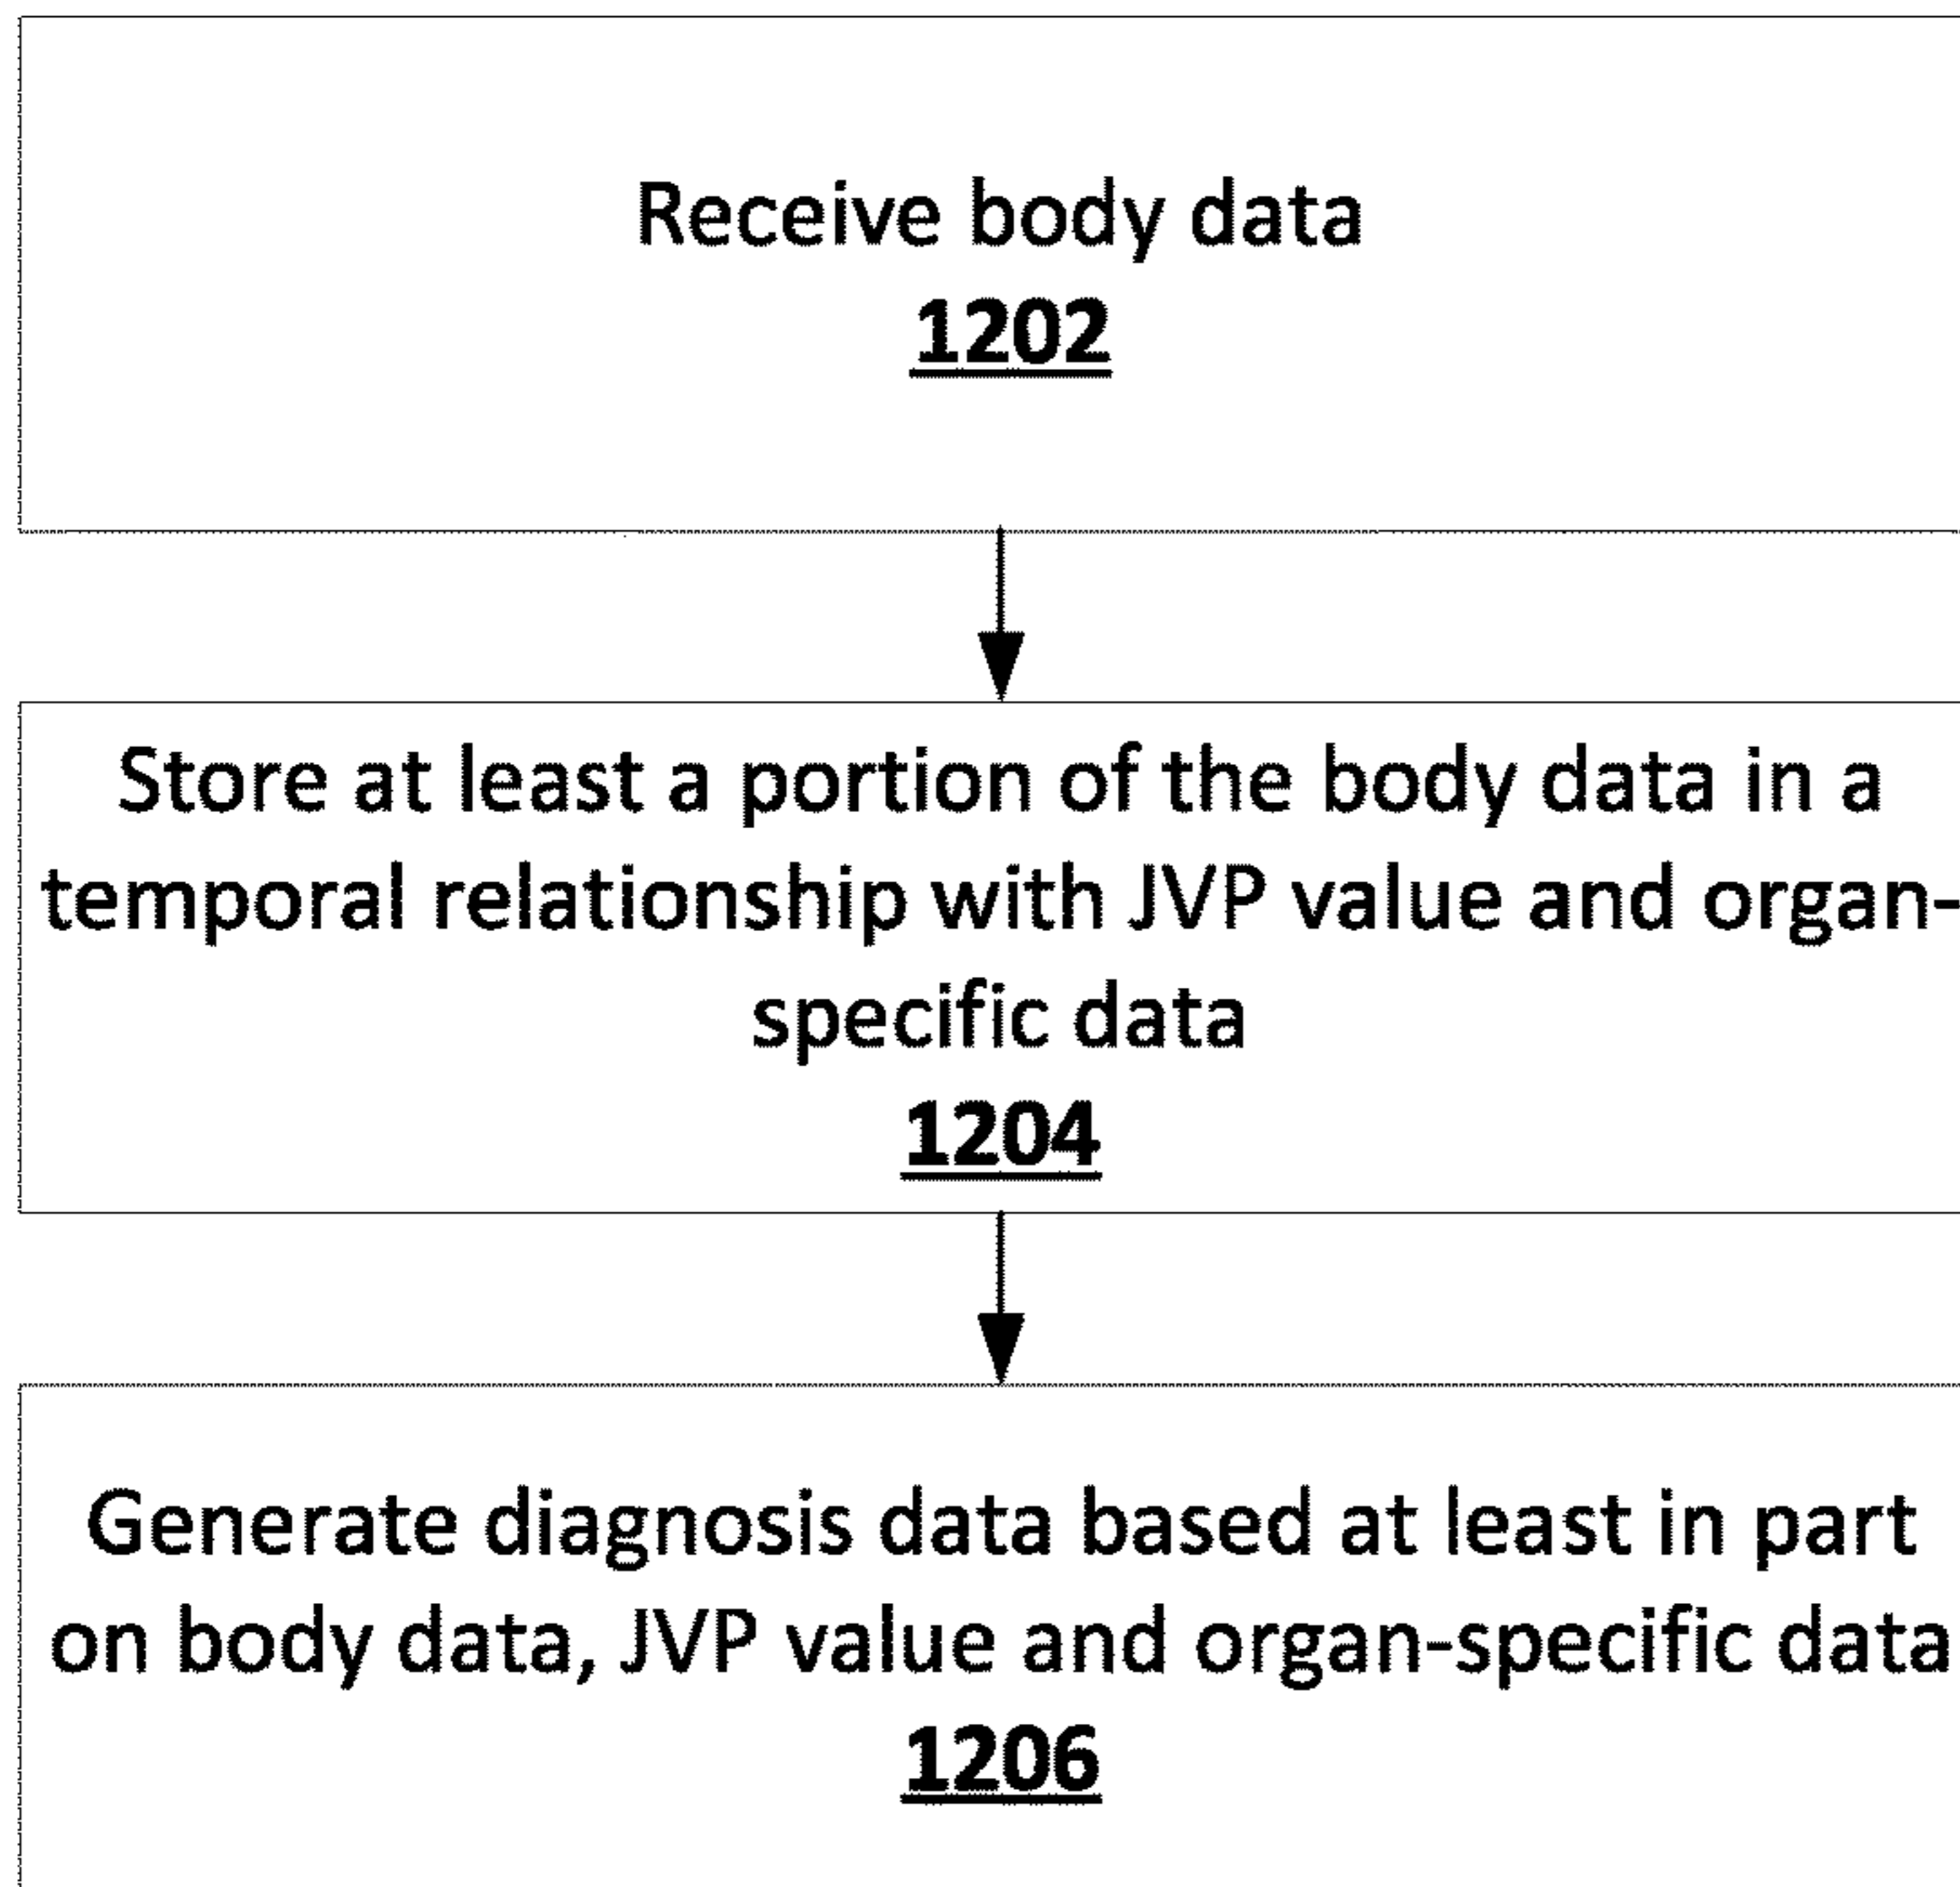 Receive body data
1202
Store at least a portion of the body data in a
temporal relationship with JVP value and organ-
specific data
1204
Generate diagnosis data based at least in part
on body data, JVP value and organ-specific data
1206